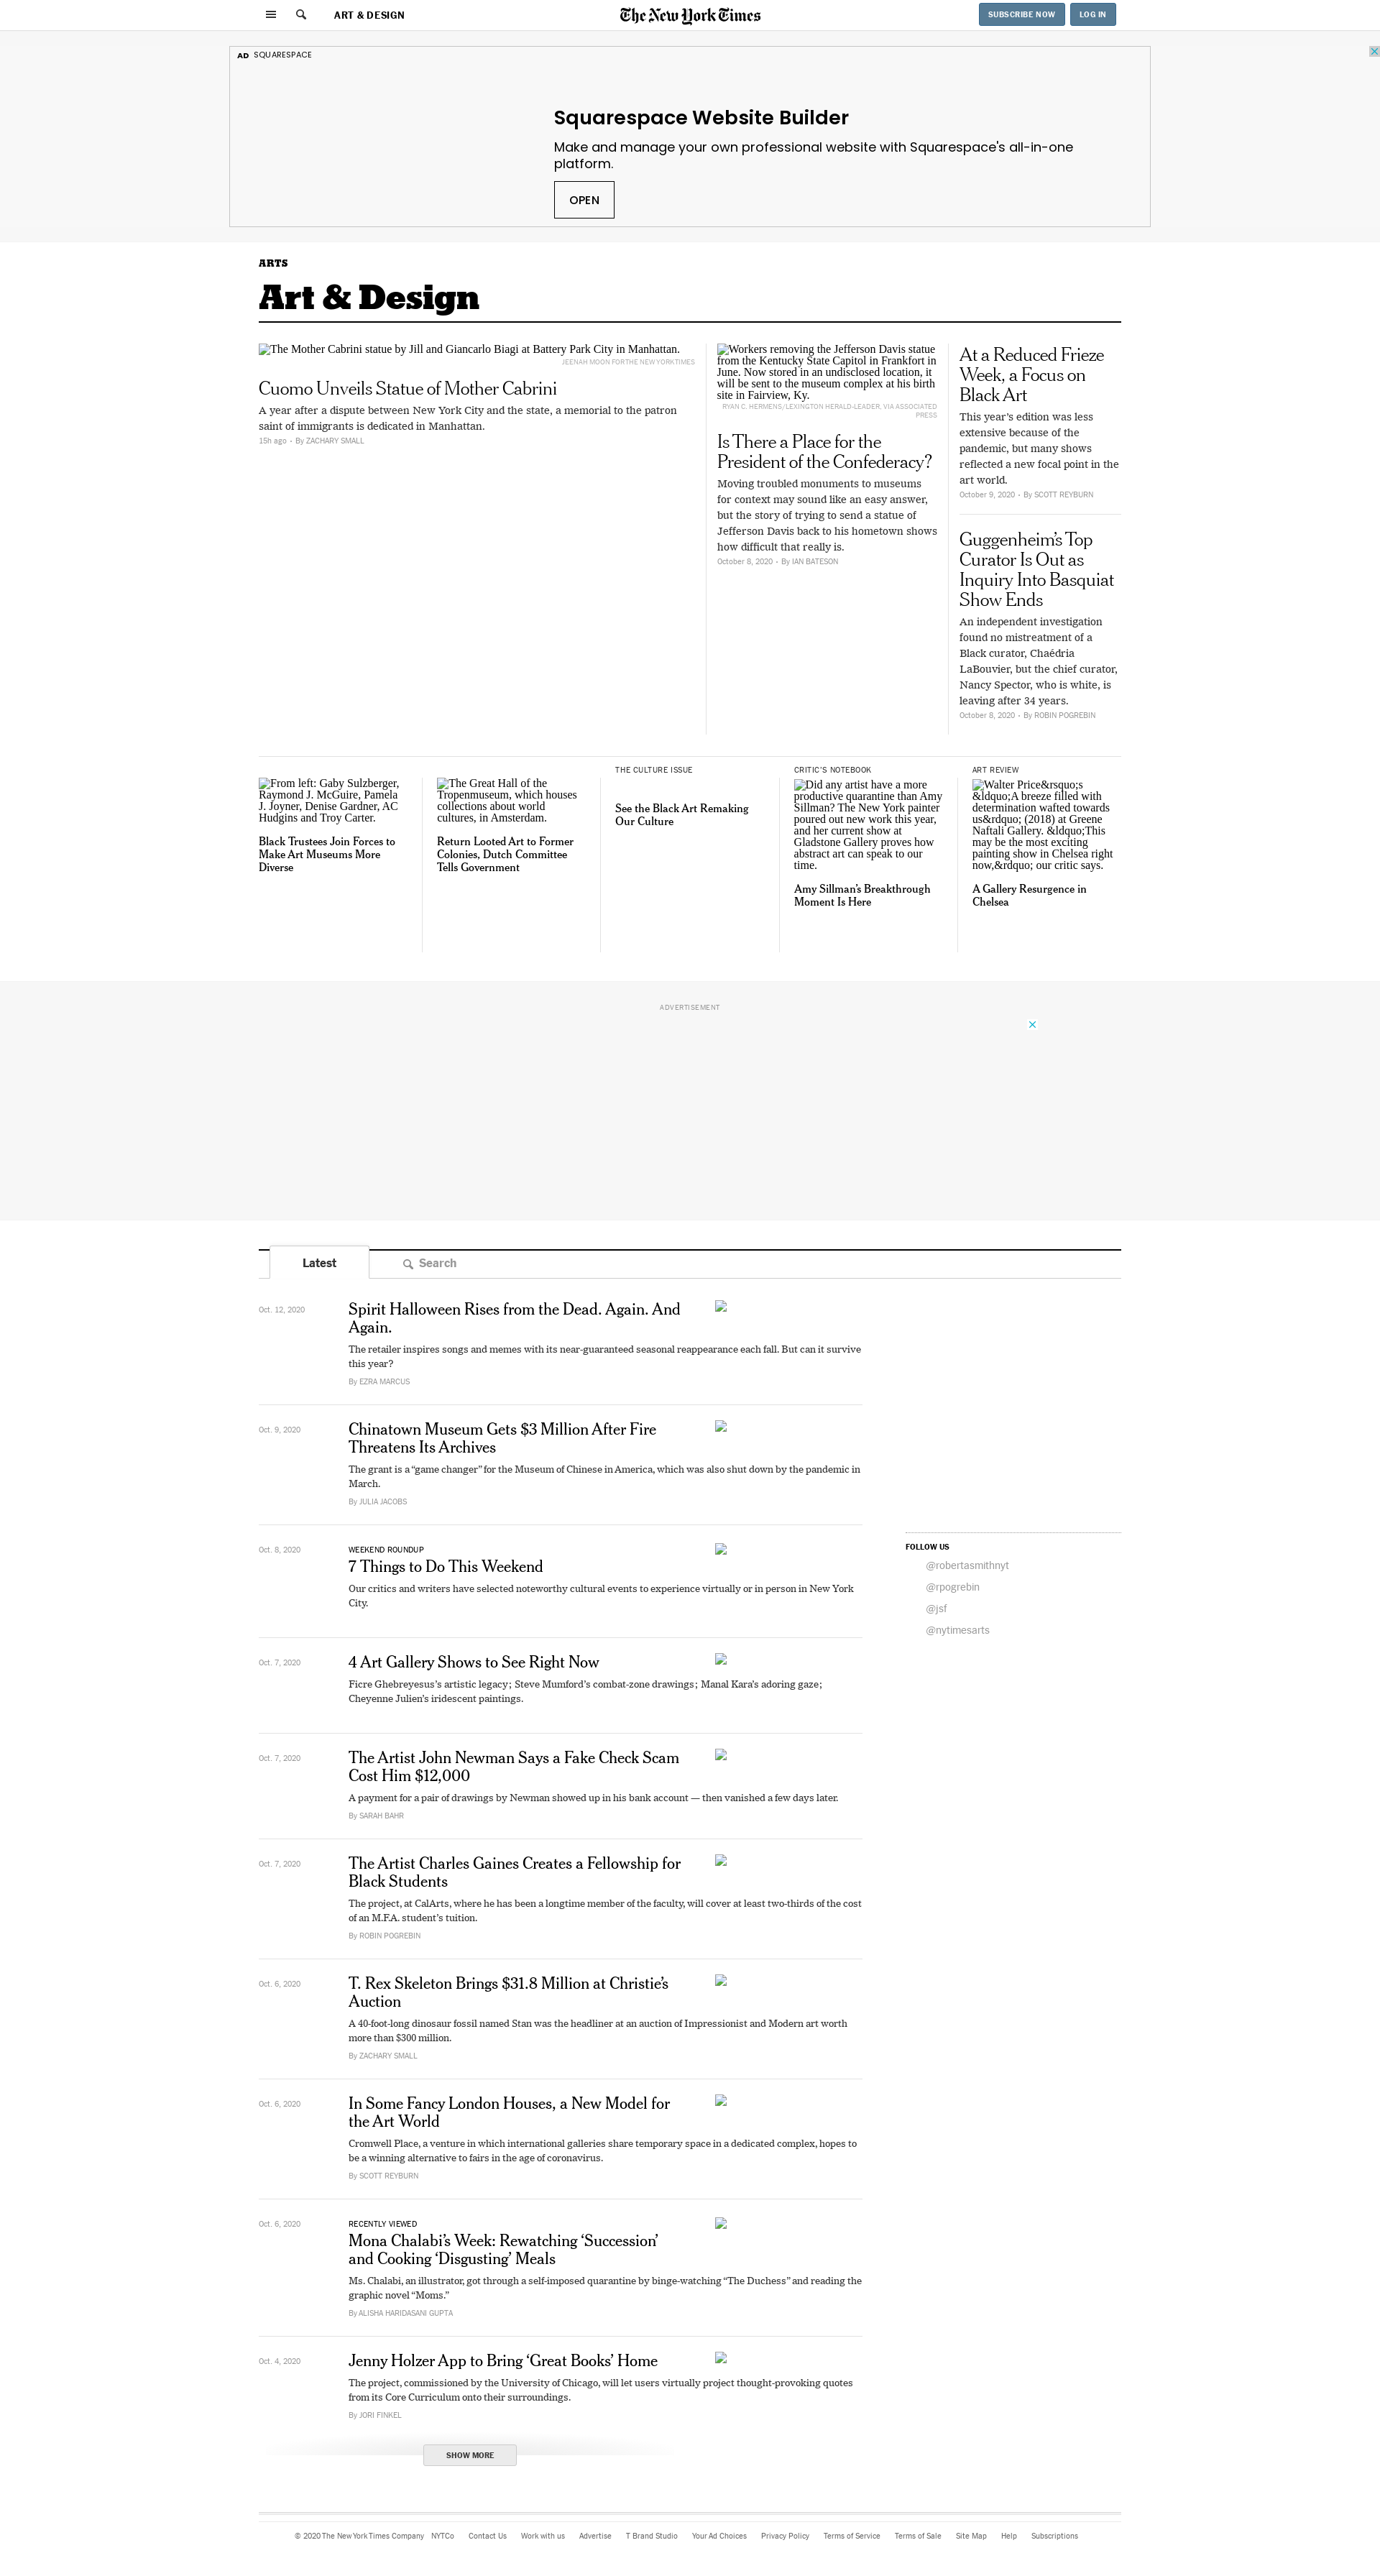 ART & DESIGN
The New York Times
SUBSCRIBE NOW
LOG IN
AD SQUARESPACE
Squarespace Website Builder
Make and manage your own professional website with Squarespace's all-in-one
platform.
OPEN
ARTS
Art & Design
The Mother Cabrini statue by Jill and Giancarlo Biagi at Battery Park City in Manhattan.
JEENAH MOON FOR THE NEW YORK TIMES
Cuomo Unveils Statue of Mother Cabrini
A year after a dispute between New York City and the state, a memorial to the patron
saint of immigrants is dedicated in Manhattan.
15h ago • By ZACHARY SMALL
Workers removing the Jefferson Davis statue
from the Kentucky State Capitol in Frankfort in
June. Now stored in an undisclosed location, it
will be sent to the museum complex at his birth
site in Fairview, Ky.
RYAN C. HERMENS/LEXINGTON HERALD-LEADER, VIA ASSOCIATED
PRESS
Is There a Place for the
President of the Confederacy?
Moving troubled monuments to museums
for context may sound like an easy answer,
but the story of trying to send a statue of
Jefferson Davis back to his hometown shows
how difficult that really is.
October 8, 2020 • By IAN BATESON
At a Reduced Frieze
Week, a Focus on
Black Art
This year’s edition was less
extensive because of the
pandemic, but many shows
reflected a new focal point in the
art world.
October 9, 2020 • By SCOTT REYBURN
Guggenheim’s Top
Curator Is Out as
Inquiry Into Basquiat
Show Ends
An independent investigation
found no mistreatment of a
Black curator, Chaédria
LaBouvier, but the chief curator,
Nancy Spector, who is white, is
leaving after 34 years.
October 8, 2020 • By ROBIN POGREBIN
From left: Gaby Sulzberger,
Raymond J. McGuire, Pamela
J. Joyner, Denise Gardner, AC
Hudgins and Troy Carter.
Black Trustees Join Forces to
Make Art Museums More
Diverse
The Great Hall of the
Tropenmuseum, which houses
collections about world
cultures, in Amsterdam.
Return Looted Art to Former
Colonies, Dutch Committee
Tells Government
THE CULTURE ISSUE
See the Black Art Remaking
Our Culture
CRITIC’S NOTEBOOK
Did any artist have a more
productive quarantine than Amy
Sillman? The New York painter
poured out new work this year,
and her current show at
Gladstone Gallery proves how
abstract art can speak to our
time.
Amy Sillman’s Breakthrough
Moment Is Here
ART REVIEW
Walter Price&rsquo;s
&ldquo;A breeze filled with
determination wafted towards
us&rdquo; (2018) at Greene
Naftali Gallery. &ldquo;This
may be the most exciting
painting show in Chelsea right
now,&rdquo; our critic says.
A Gallery Resurgence in
Chelsea
ADVERTISEMENT
Latest
Search
Oct. 12, 2020
Spirit Halloween Rises from the Dead. Again. And
Again.
The retailer inspires songs and memes with its near-guaranteed seasonal reappearance each fall. But can it survive
this year?
By EZRA MARCUS
Oct. 9, 2020
Chinatown Museum Gets $3 Million After Fire
Threatens Its Archives
The grant is a “game changer” for the Museum of Chinese in America, which was also shut down by the pandemic in
March.
By JULIA JACOBS
Oct. 8, 2020
WEEKEND ROUNDUP
7 Things to Do This Weekend
Our critics and writers have selected noteworthy cultural events to experience virtually or in person in New York
City.
FOLLOW US
@robertasmithnyt
@rpogrebin
@jsf
@nytimesarts
Oct. 7, 2020
4 Art Gallery Shows to See Right Now
Ficre Ghebreyesus’s artistic legacy; Steve Mumford’s combat-zone drawings; Manal Kara’s adoring gaze;
Cheyenne Julien’s iridescent paintings.
Oct. 7, 2020
The Artist John Newman Says a Fake Check Scam
Cost Him $12,000
A payment for a pair of drawings by Newman showed up in his bank account — then vanished a few days later.
By SARAH BAHR
Oct. 7, 2020
The Artist Charles Gaines Creates a Fellowship for
Black Students
The project, at CalArts, where he has been a longtime member of the faculty, will cover at least two-thirds of the cost
of an M.F.A. student’s tuition.
By ROBIN POGREBIN
Oct. 6, 2020
T. Rex Skeleton Brings $31.8 Million at Christie’s
Auction
A 40-foot-long dinosaur fossil named Stan was the headliner at an auction of Impressionist and Modern art worth
more than $300 million.
By ZACHARY SMALL
Oct. 6, 2020
In Some Fancy London Houses, a New Model for
the Art World
Cromwell Place, a venture in which international galleries share temporary space in a dedicated complex, hopes to
be a winning alternative to fairs in the age of coronavirus.
By SCOTT REYBURN
Oct. 6, 2020
RECENTLY VIEWED
Mona Chalabi’s Week: Rewatching ‘Succession’
and Cooking ‘Disgusting’ Meals
Ms. Chalabi, an illustrator, got through a self-imposed quarantine by binge-watching “The Duchess” and reading the
graphic novel “Moms.”
By ALISHA HARIDASANI GUPTA
Oct. 4, 2020
Jenny Holzer App to Bring ‘Great Books’ Home
The project, commissioned by the University of Chicago, will let users virtually project thought-provoking quotes
from its Core Curriculum onto their surroundings.
By JORI FINKEL
SHOW MORE
© 2020 The New York Times Company NYTCo Contact Us Work with us Advertise T Brand Studio Your Ad Choices Privacy Policy Terms of Service Terms of Sale Site Map Help Subscriptions